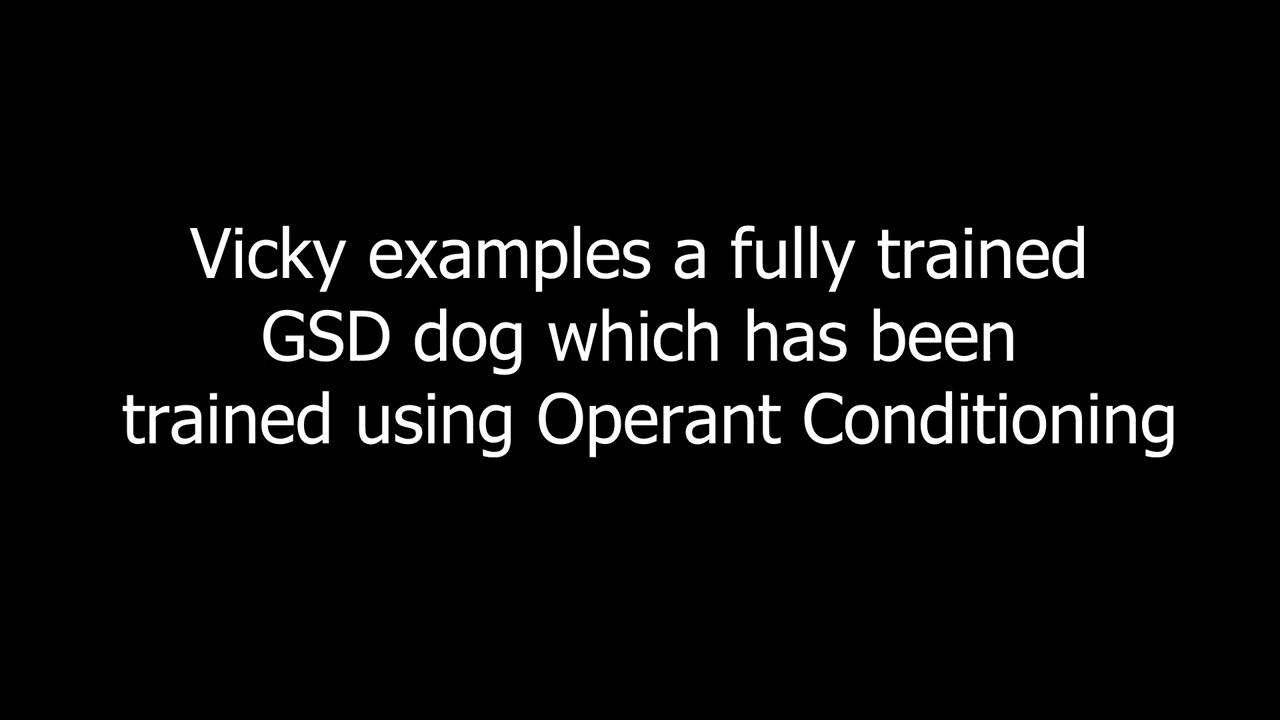 Vicky examples a fully trained
GSD dog which has been
trained using Operant Conditioning